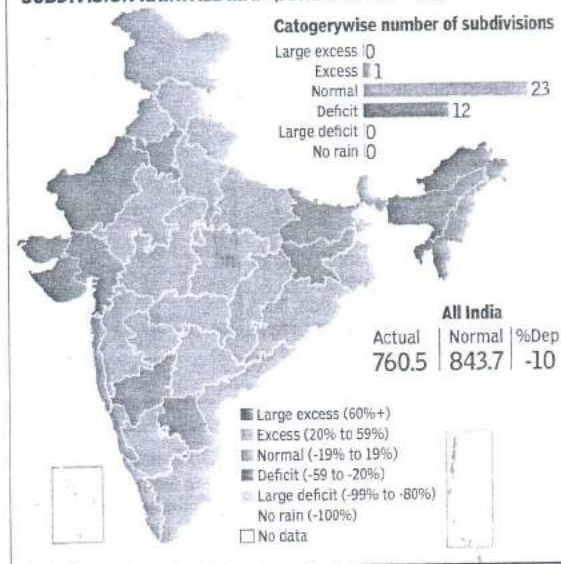 Catogerywise number of subdivisions
Large excess 0
Excess 1
Normal 23
Deficit 12
Large deficit 0
No rain 0
All India
Actual Normal %Dep
760.5 843.7 -10
Large excess (60%+)
Excess (20% to 59%)
Normal (-19% to 19%)
Deficit (-59 to -20%)
Large deficit (-99% to -80%)
No rain (-100%)
No data